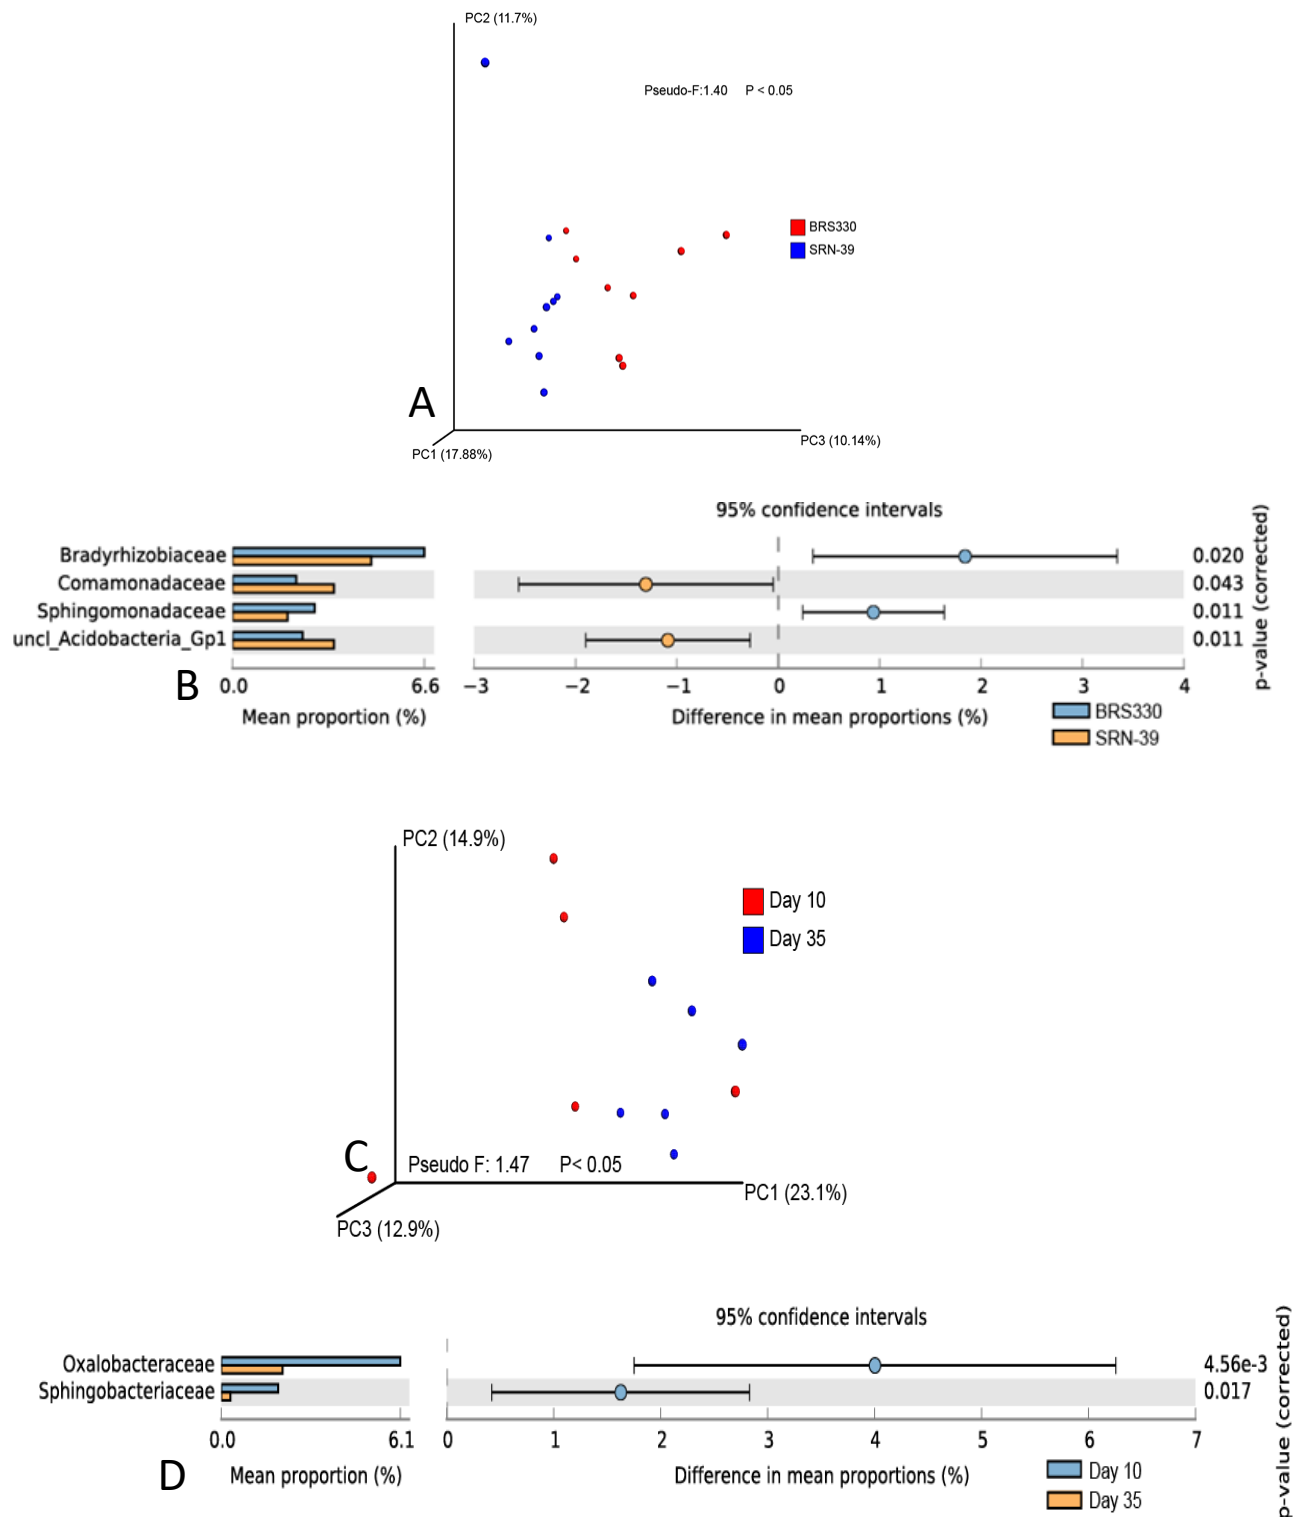 PC2 (11.7%)
Pseudo-F:1.40 P < 0.05
BRS330
SRN-39
A
PC3 (10.14%)
PC1 (17.88%)
95% confidence intervals
Bradyrhizobiaceae 0.020
Comamonadaceae 0.043
Sphingomonadaceae 0.011
uncl_Acidobacteria_Gp1 0.011
p-value (corrected)
B
0.0 6.6 −3 −2 −1 0 1 2 3 4
Mean proportion (%) Difference in mean proportions (%)
BRS330
SRN-39
PC2 (14.9%)
Day 10
Day 35
C
Pseudo F: 1.47 P< 0.05
PC1 (23.1%)
PC3 (12.9%)
95% confidence intervals
Oxalobacteraceae 4.56e-3
Sphingobacteriaceae 0.017
p-value (corrected)
0.0 6.1 0 1 2 3 4 5 6 7
D
Mean proportion (%) Difference in mean proportions (%)
Day 10
Day 35